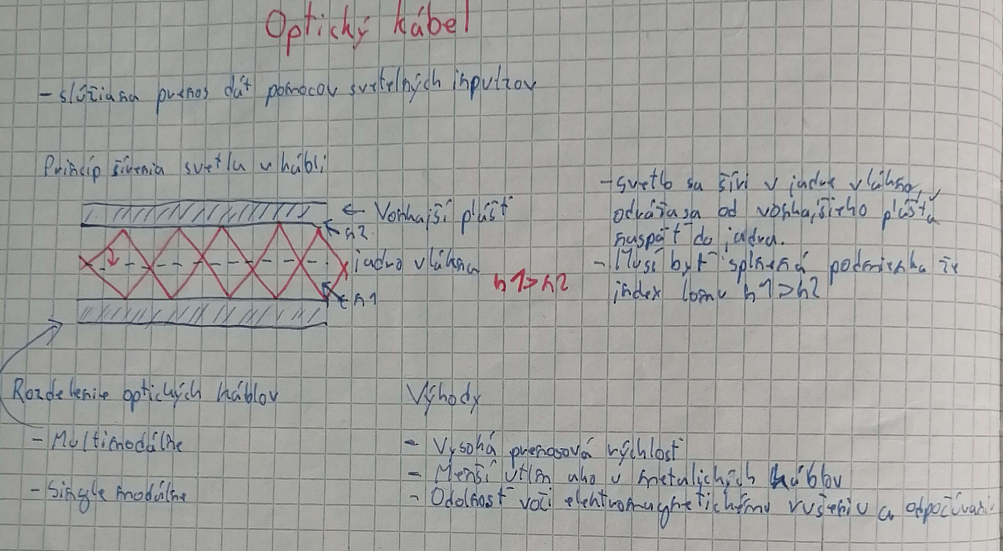 Optický kábel
- slúžia na prenos dát pomocov svetelných inpulzov
Princíp šírenia svetla v kábli
← Vonkajší plášť
n2
jadro vlákna
n1
n1>n2
- svetlo sa šíri v jadre vlákna,
odráža sa od vonkajšieho plášťa
naspäť do jadra.
- Musí byť splnená podmienka že
index lomu n1>n2
Rozdelenie optických káblov
- Multimodálne
- Single modálne
Výhody
- Vysoká prenosová rýchlosť
- Menší útlm ako u metalických káblov
- Odolnosť voči elektromagnetickému rušeniu a odpočúvaniu